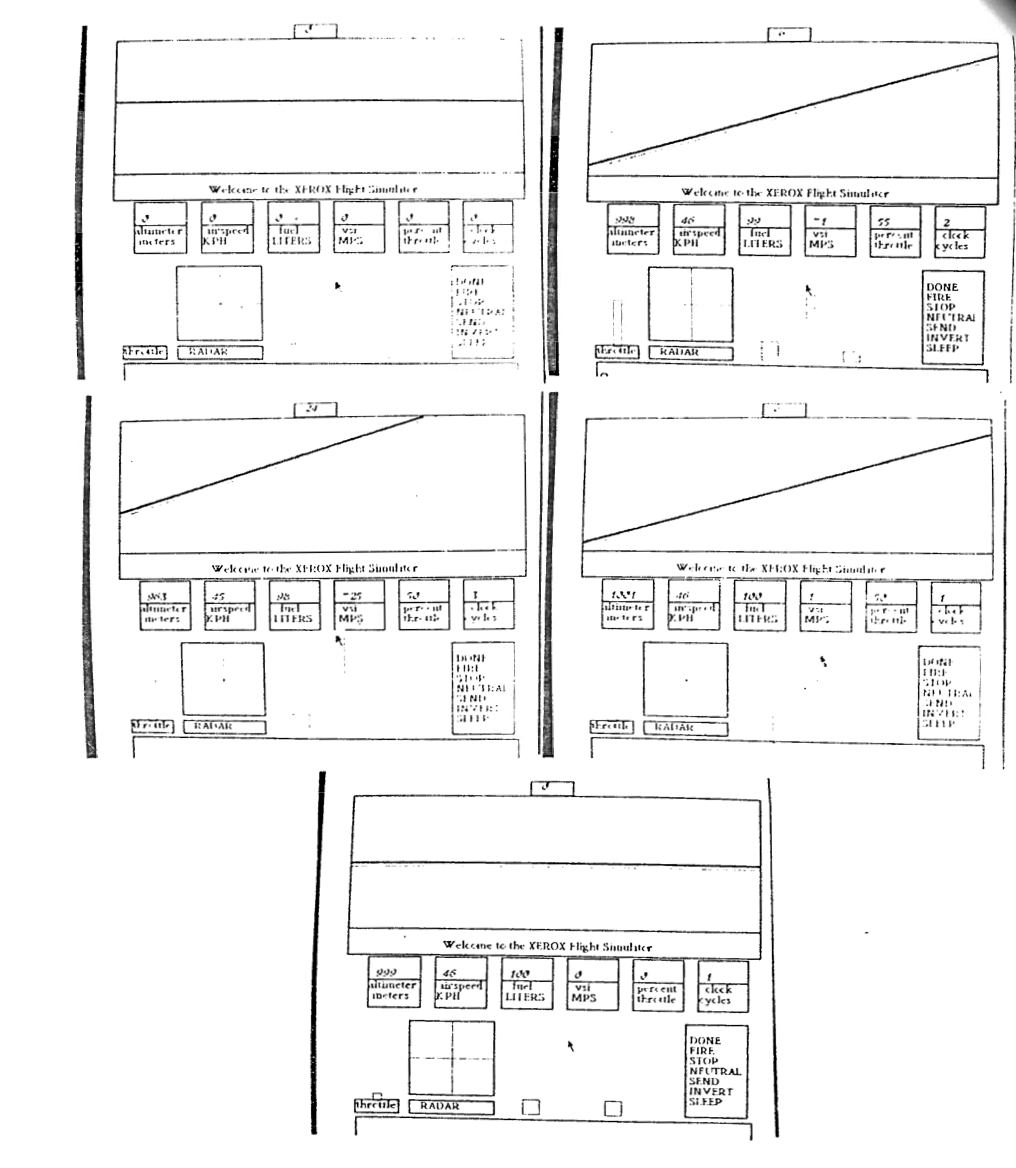 0
Welcome to the XEROX Flight Simulator
0 0 0 0 0 0
altimeter airspeed fuel vsi percent clock
meters KPH LITERS MPS throttle cycles
DONE
FIRE
STOP
NEUTRAL
SEND
INVERT
SLEEP
throttle RADAR
0
Welcome to the XEROX Flight Simulator
998 46 99 -1 55 2
altimeter airspeed fuel vsi percent clock
meters KPH LITERS MPS throttle cycles
DONE
FIRE
STOP
NEUTRAL
SEND
INVERT
SLEEP
throttle RADAR
24
Welcome to the XEROX Flight Simulator
983 45 98 -25 50 3
altimeter airspeed fuel vsi percent clock
meters KPH LITERS MPS throttle cycles
DONE
FIRE
STOP
NEUTRAL
SEND
INVERT
SLEEP
throttle RADAR
Welcome to the XEROX Flight Simulator
1001 46 100 1 50 1
altimeter airspeed fuel vsi percent clock
meters KPH LITERS MPS throttle cycles
DONE
FIRE
STOP
NEUTRAL
SEND
INVERT
SLEEP
throttle RADAR
0
Welcome to the XEROX Flight Simulator
999 46 100 0 0 1
altimeter airspeed fuel vsi percent clock
meters KPH LITERS MPS throttle cycles
DONE
FIRE
STOP
NEUTRAL
SEND
INVERT
SLEEP
throttle RADAR